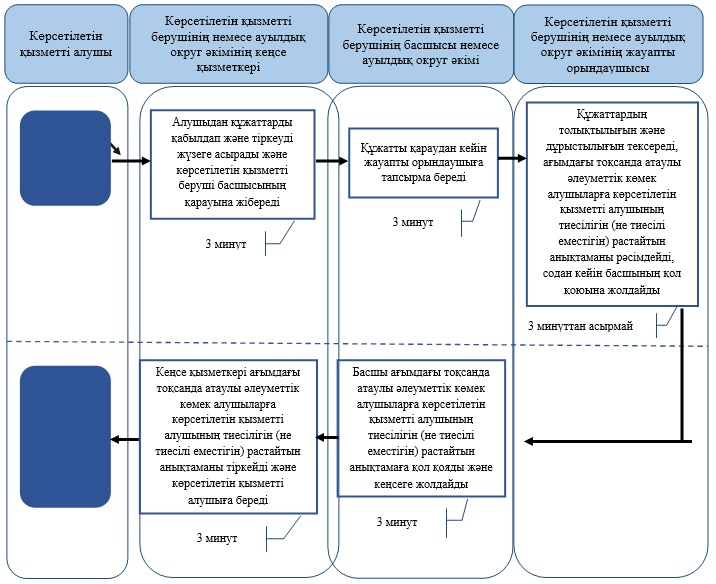 Көрсетілетін
қызметті алушы
Көрсетілетін қызметті
берушінің немесе ауылдық
округ әкімінің кеңсе
қызметкері
Көрсетілетін қызметті
берушінің басшысы немесе
ауылдық округ әкімі
Көрсетілетін қызметті
берушінің немесе ауылдық
округ әкімінің жауапты
орындаушысы
Алушыдан құжаттарды
қабылдап және тіркеуді
жүзеге асырады және
көрсетілетін қызметті
беруші басшысының
қарауына жібереді
3 минут
Құжатты қараудан кейін
жауапты орындаушыға
тапсырма береді
3 минут
Құжаттардың
толықтылығын және
дұрыстылығын тексереді,
ағымдағы тоқсанда атаулы
әлеуметтік көмек
алушыларға көрсетілетін
қызметті алушының
тиесілігін (не тиесілі
еместігін) растайтын
анықтаманы рәсімдейді,
содан кейін басшының қол
қоюына жолдайды
3 минуттан асырмай
Кеңсе қызметкері ағымдағы
тоқсанда атаулы әлеуметтік
көмек алушыларға
көрсетілетін қызметті
алушының тиесілігін (не
тиесілі еместігін) растайтын
анықтаманы тіркейді және
көрсетілетін қызметті
алушыға береді
3 минут
Басшы ағымдағы тоқсанда
атаулы әлеуметтік көмек
алушыларға көрсетілетін
қызметті алушының
тиесілігін (не тиесілі
еместігін) растайтын
анықтамаға қол қояды және
кеңсеге жолдайды
3 минут